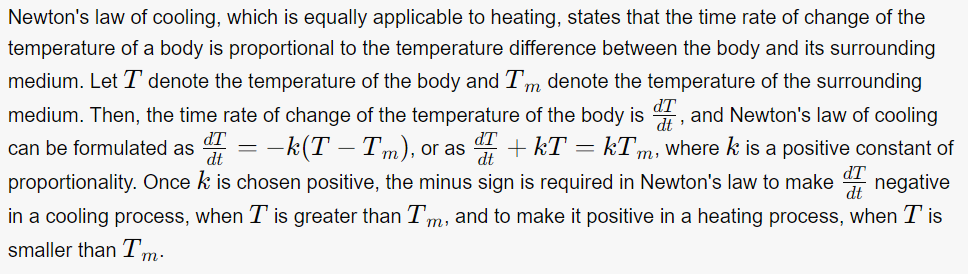 Newton's law of cooling, which is equally applicable to heating, states that the time rate of change of the
temperature of a body is proportional to the temperature difference between the body and its surrounding
medium. Let $T$ denote the temperature of the body and $T_m$ denote the temperature of the surrounding
medium. Then, the time rate of change of the temperature of the body is $\frac{dT}{dt}$, and Newton's law of cooling
can be formulated as $\frac{dT}{dt} = -k(T - T_m)$, or as $\frac{dT}{dt} + kT = kT_m$, where $k$ is a positive constant of
proportionality. Once $k$ is chosen positive, the minus sign is required in Newton's law to make $\frac{dT}{dt}$ negative
in a cooling process, when $T$ is greater than $T_m$, and to make it positive in a heating process, when $T$ is
smaller than $T_m$.